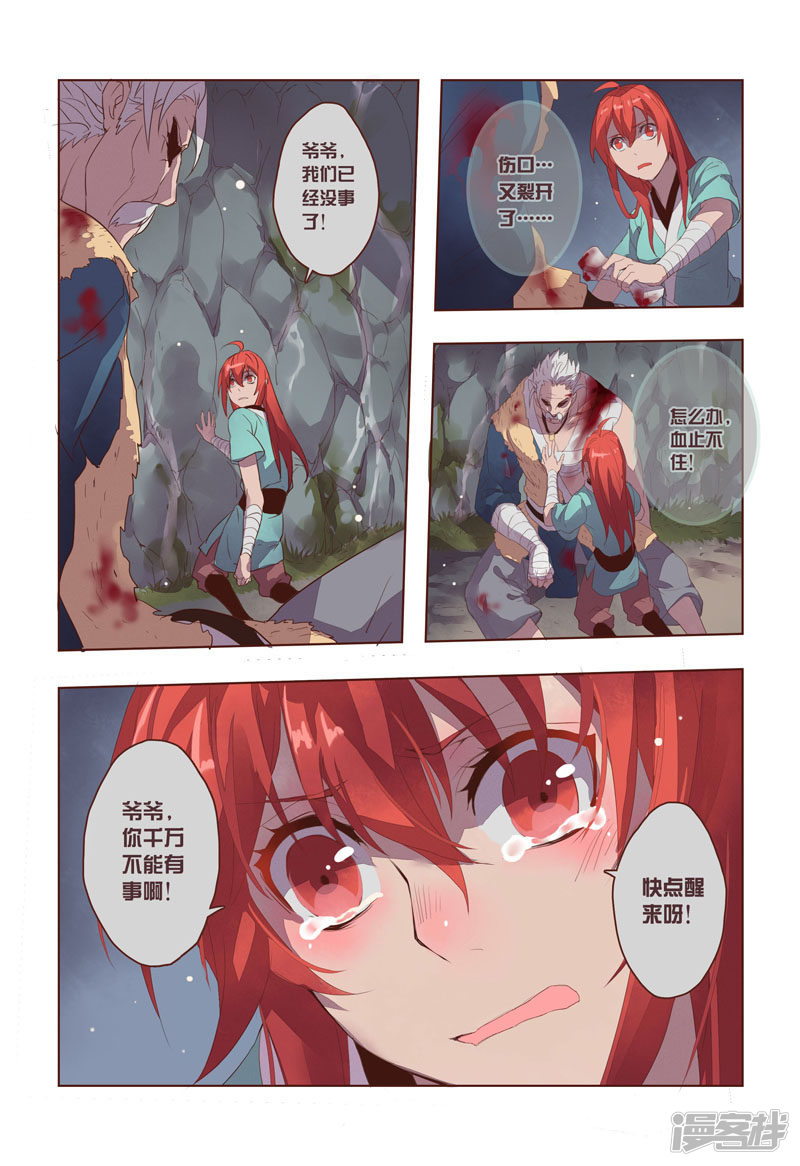 爷爷，
我们已
经没事
了！
伤口…
又裂开
了……
怎么办，
血止不
住！
爷爷，
你千万
不能有
事啊！
快点醒
来呀！
漫客栈